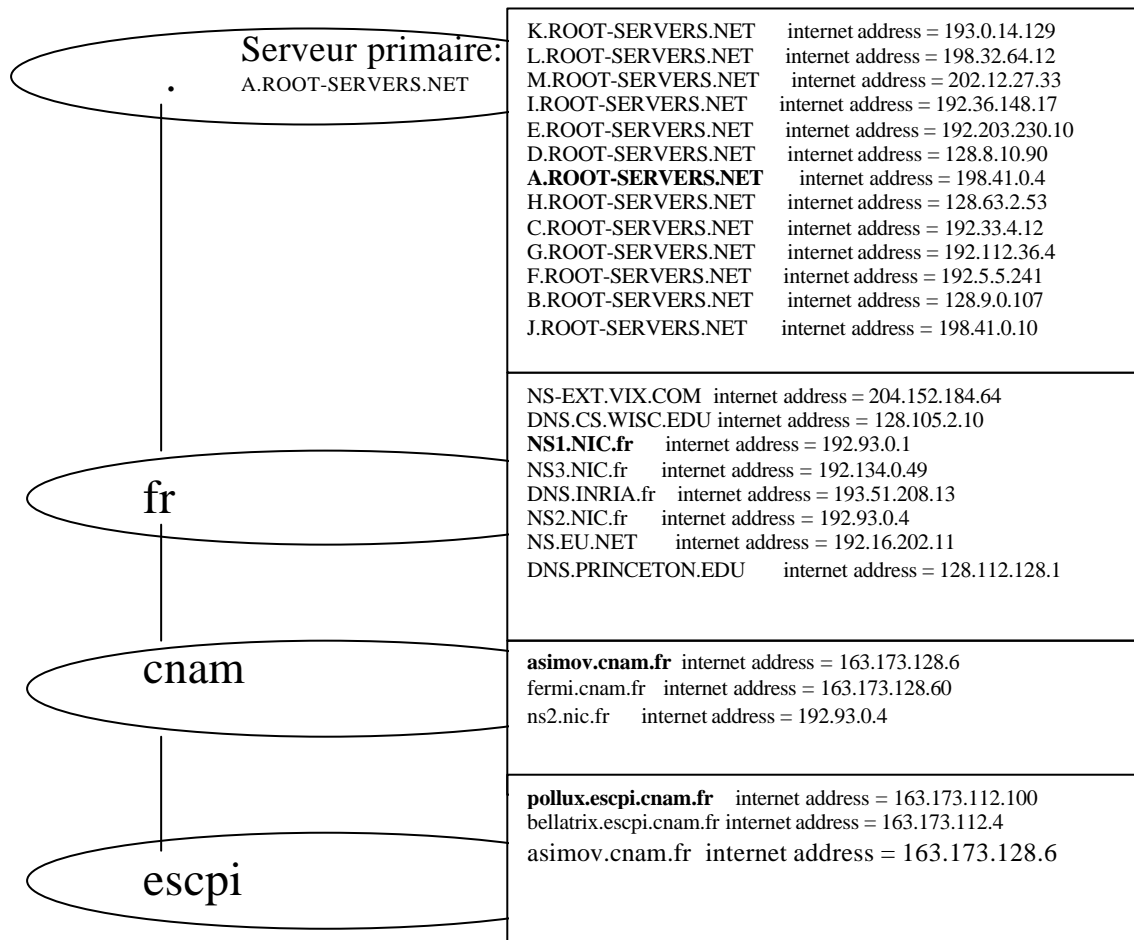 Serveur primaire:
. A.ROOT-SERVERS.NET
K.ROOT-SERVERS.NET internet address = 193.0.14.129
L.ROOT-SERVERS.NET internet address = 198.32.64.12
M.ROOT-SERVERS.NET internet address = 202.12.27.33
I.ROOT-SERVERS.NET internet address = 192.36.148.17
E.ROOT-SERVERS.NET internet address = 192.203.230.10
D.ROOT-SERVERS.NET internet address = 128.8.10.90
A.ROOT-SERVERS.NET internet address = 198.41.0.4
H.ROOT-SERVERS.NET internet address = 128.63.2.53
C.ROOT-SERVERS.NET internet address = 192.33.4.12
G.ROOT-SERVERS.NET internet address = 192.112.36.4
F.ROOT-SERVERS.NET internet address = 192.5.5.241
B.ROOT-SERVERS.NET internet address = 128.9.0.107
J.ROOT-SERVERS.NET internet address = 198.41.0.10
fr
NS-EXT.VIX.COM internet address = 204.152.184.64
DNS.CS.WISC.EDU internet address = 128.105.2.10
NS1.NIC.fr internet address = 192.93.0.1
NS3.NIC.fr internet address = 192.134.0.49
DNS.INRIA.fr internet address = 193.51.208.13
NS2.NIC.fr internet address = 192.93.0.4
NS.EU.NET internet address = 192.16.202.11
DNS.PRINCETON.EDU internet address = 128.112.128.1
cnam
asimov.cnam.fr internet address = 163.173.128.6
fermi.cnam.fr internet address = 163.173.128.60
ns2.nic.fr internet address = 192.93.0.4
escpi
pollux.escpi.cnam.fr internet address = 163.173.112.100
bellatrix.escpi.cnam.fr internet address = 163.173.112.4
asimov.cnam.fr internet address = 163.173.128.6